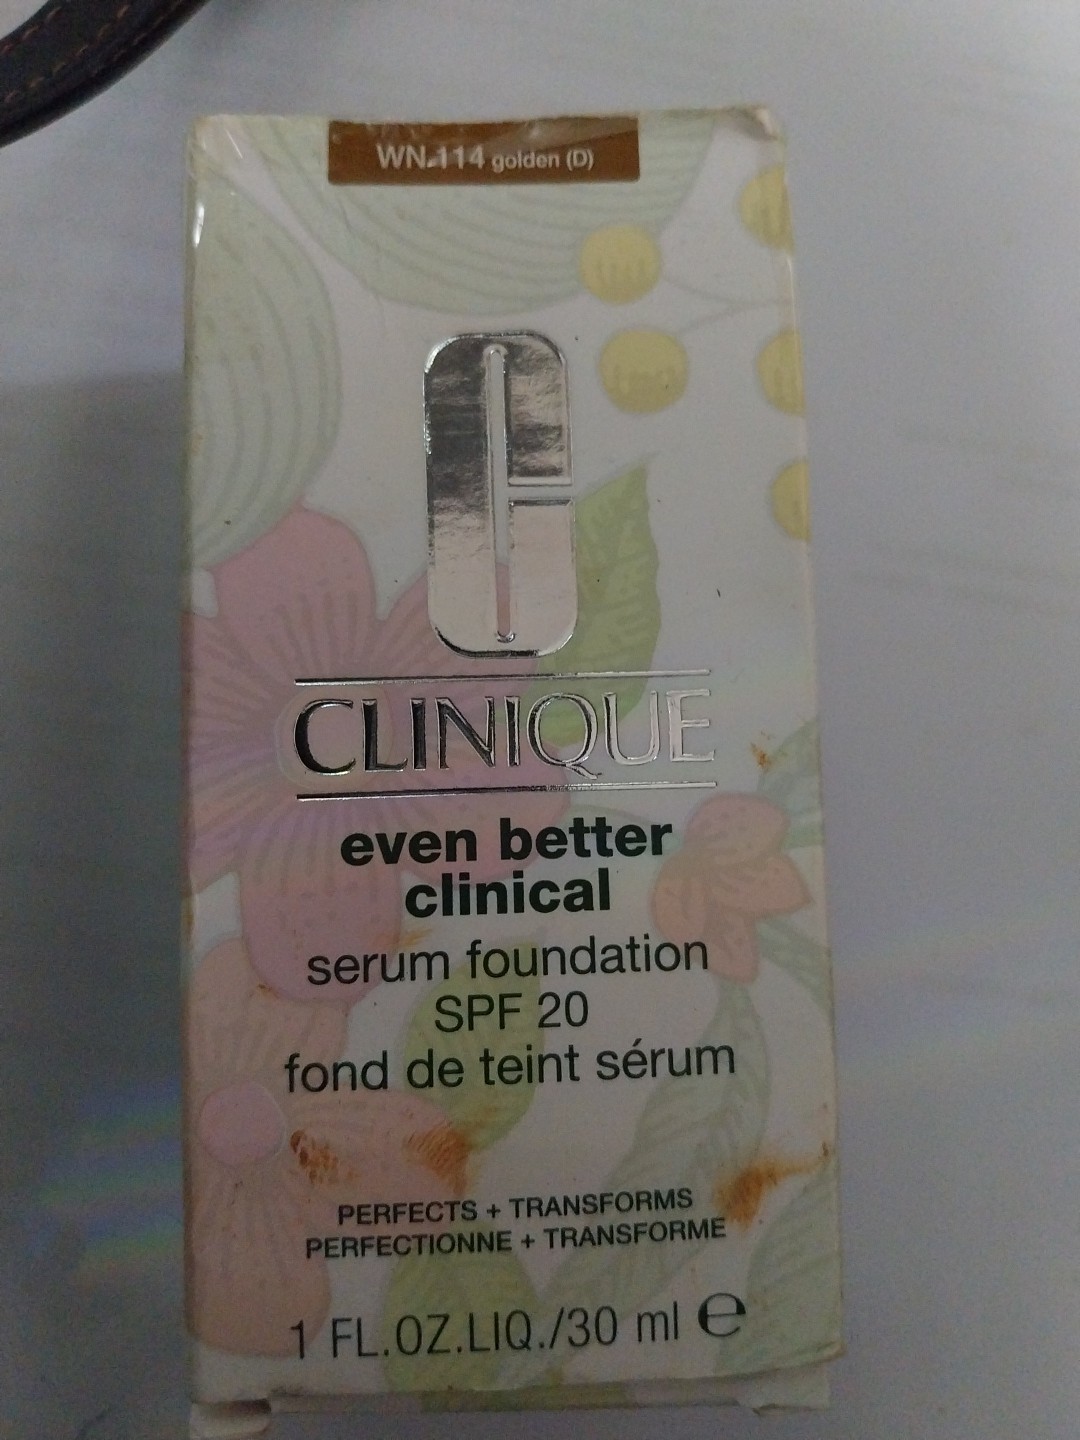 WN 114 golden (D)
CLINIQUE
even better
clinical
serum foundation
SPF 20
fond de teint sérum
PERFECTS + TRANSFORMS
PERFECTIONNE + TRANSFORME
1 FL.OZ.LIQ./30 ml ℮